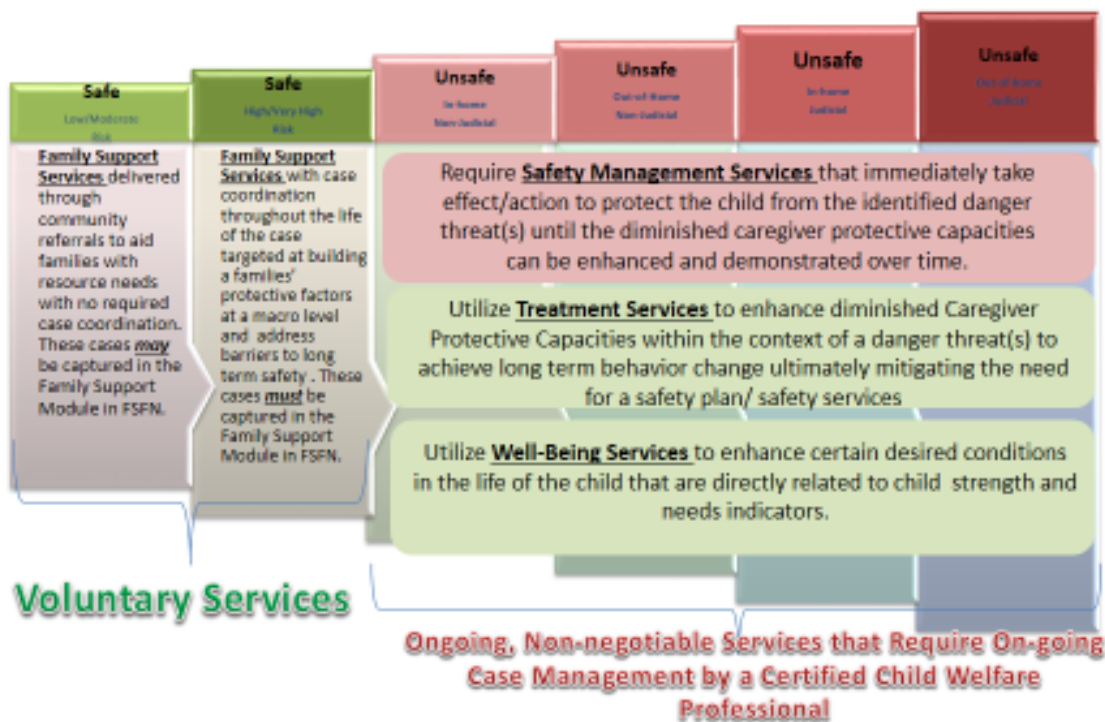 Safe
Low/Moderate
Risk
Family Support
Services delivered
through
community
referrals to aid
families with
resource needs
with no required
case coordination.
These cases may
be captured in the
Family Support
Module in FSFN.
Safe
High/Very High
Risk
Family Support
Services with case
coordination
throughout the life
of the case
targeted at building
a families'
protective factors
at a macro level
and address
barriers to long
term safety . These
cases must be
captured in the
Family Support
Module in FSFN.
Unsafe
In-home
Non-Judicial
Unsafe
Out-of-Home
Non-Judicial
Unsafe
In-home
Judicial
Unsafe
Out-of-Home
Judicial
Require Safety Management Services that immediately take
effect/action to protect the child from the identified danger
threat(s) until the diminished caregiver protective capacities
can be enhanced and demonstrated over time.
Utilize Treatment Services to enhance diminished Caregiver
Protective Capacities within the context of a danger threat(s) to
achieve long term behavior change ultimately mitigating the need
for a safety plan/ safety services
Utilize Well-Being Services to enhance certain desired conditions
in the life of the child that are directly related to child strength and
needs indicators.
Voluntary Services
Ongoing, Non-negotiable Services that Require On-going
Case Management by a Certified Child Welfare
Professional